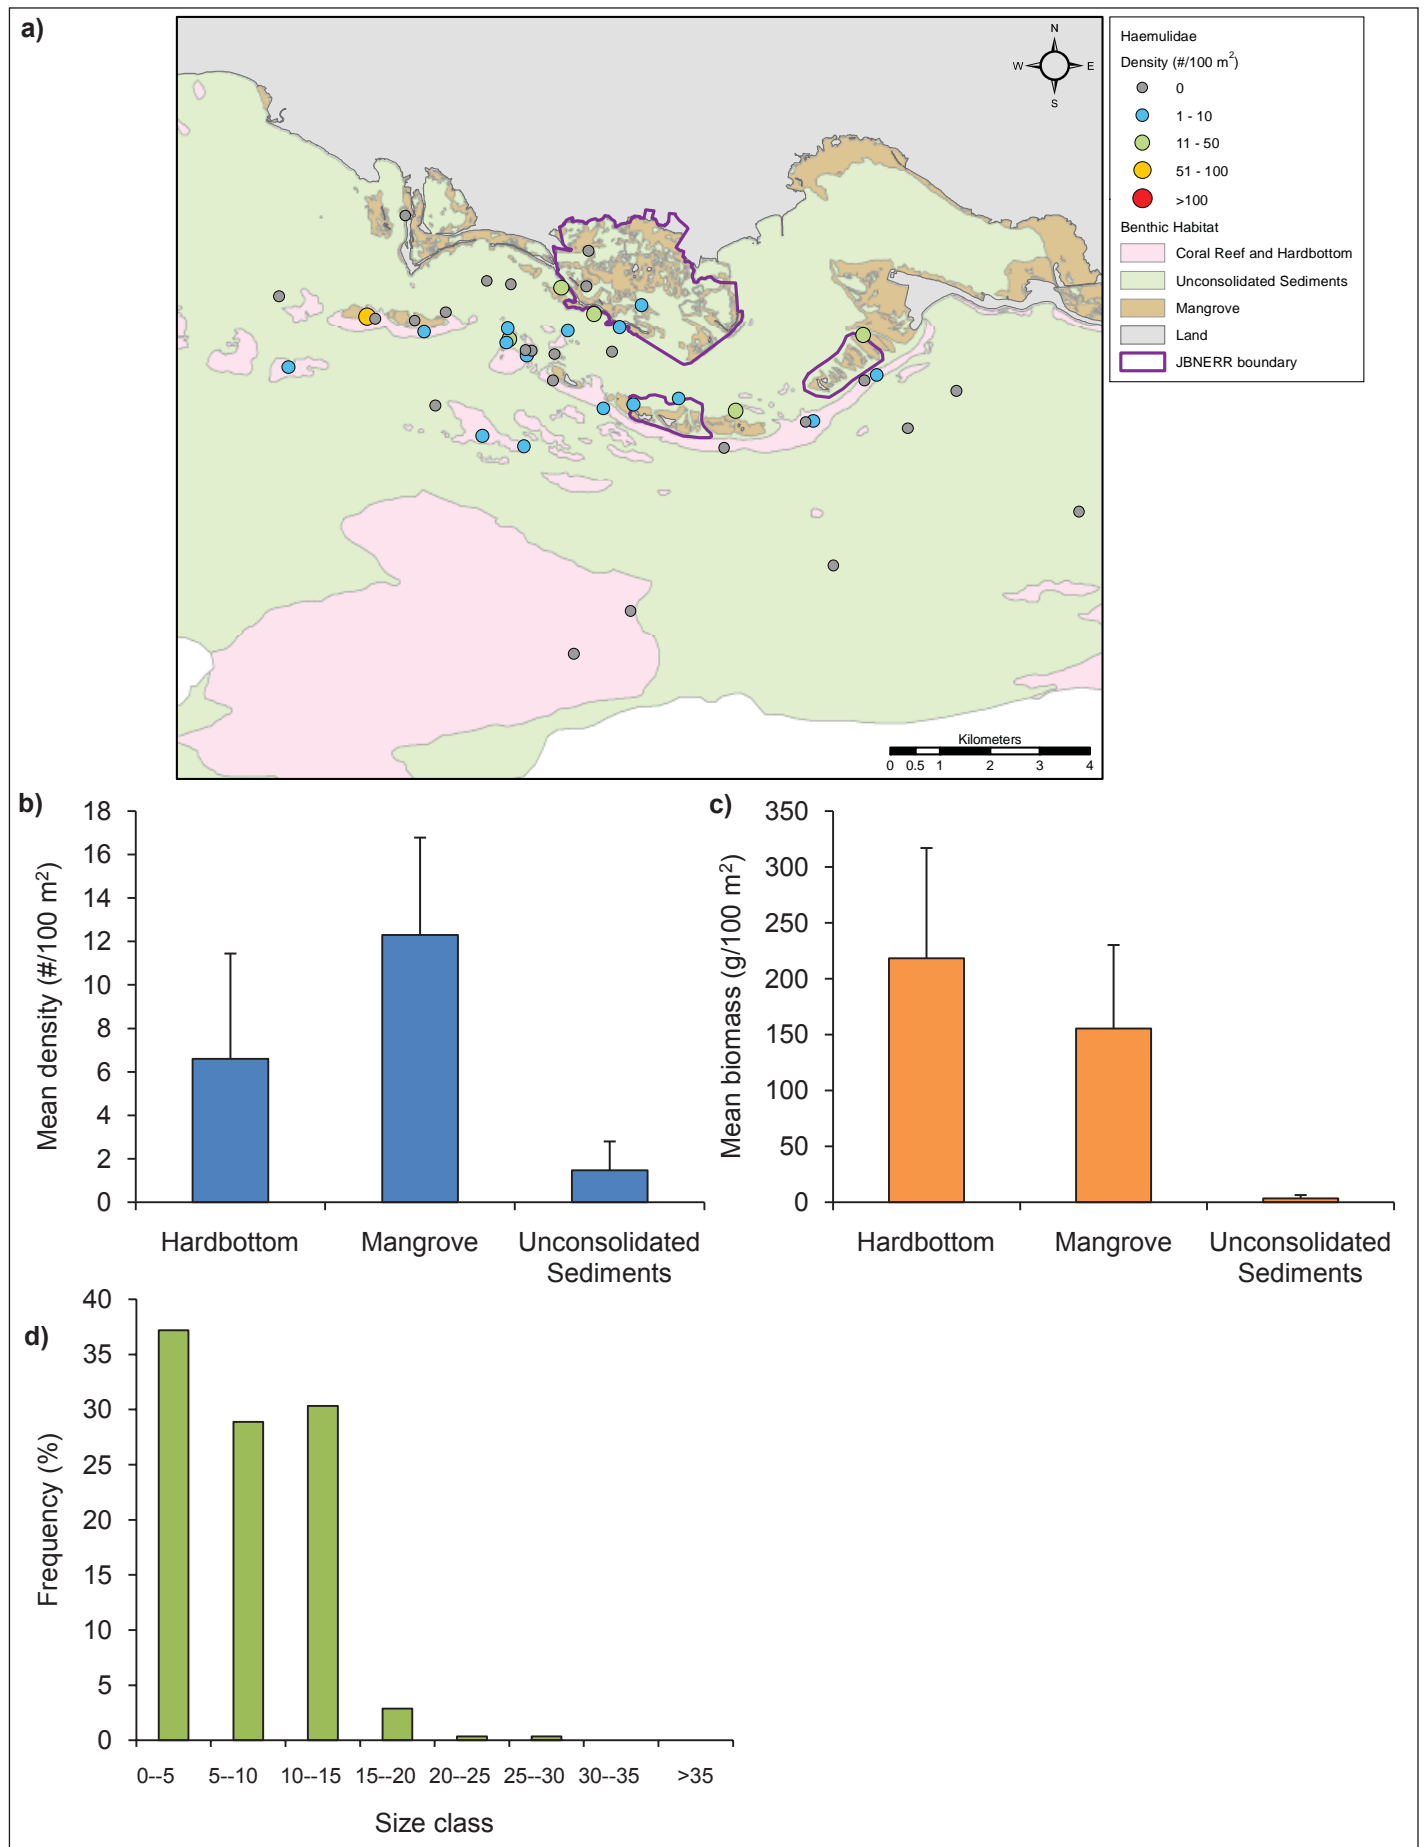 a)
N
W E
S
Haemulidae
Density (#/100 m2)
0
1 - 10
11 - 50
51 - 100
>100
Benthic Habitat
Coral Reef and Hardbottom
Unconsolidated Sediments
Mangrove
Land
JBNERR boundary
Kilometers
0 0.5 1 2 3 4
b)
Mean density (#/100 m2)
18
16
14
12
10
8
6
4
2
0
Hardbottom Mangrove Unconsolidated
Sediments
c)
Mean biomass (g/100 m2)
350
300
250
200
150
100
50
0
Hardbottom Mangrove Unconsolidated
Sediments
d)
Frequency (%)
40
35
30
25
20
15
10
5
0
0--5 5--10 10--15 15--20 20--25 25--30 30--35 >35
Size class